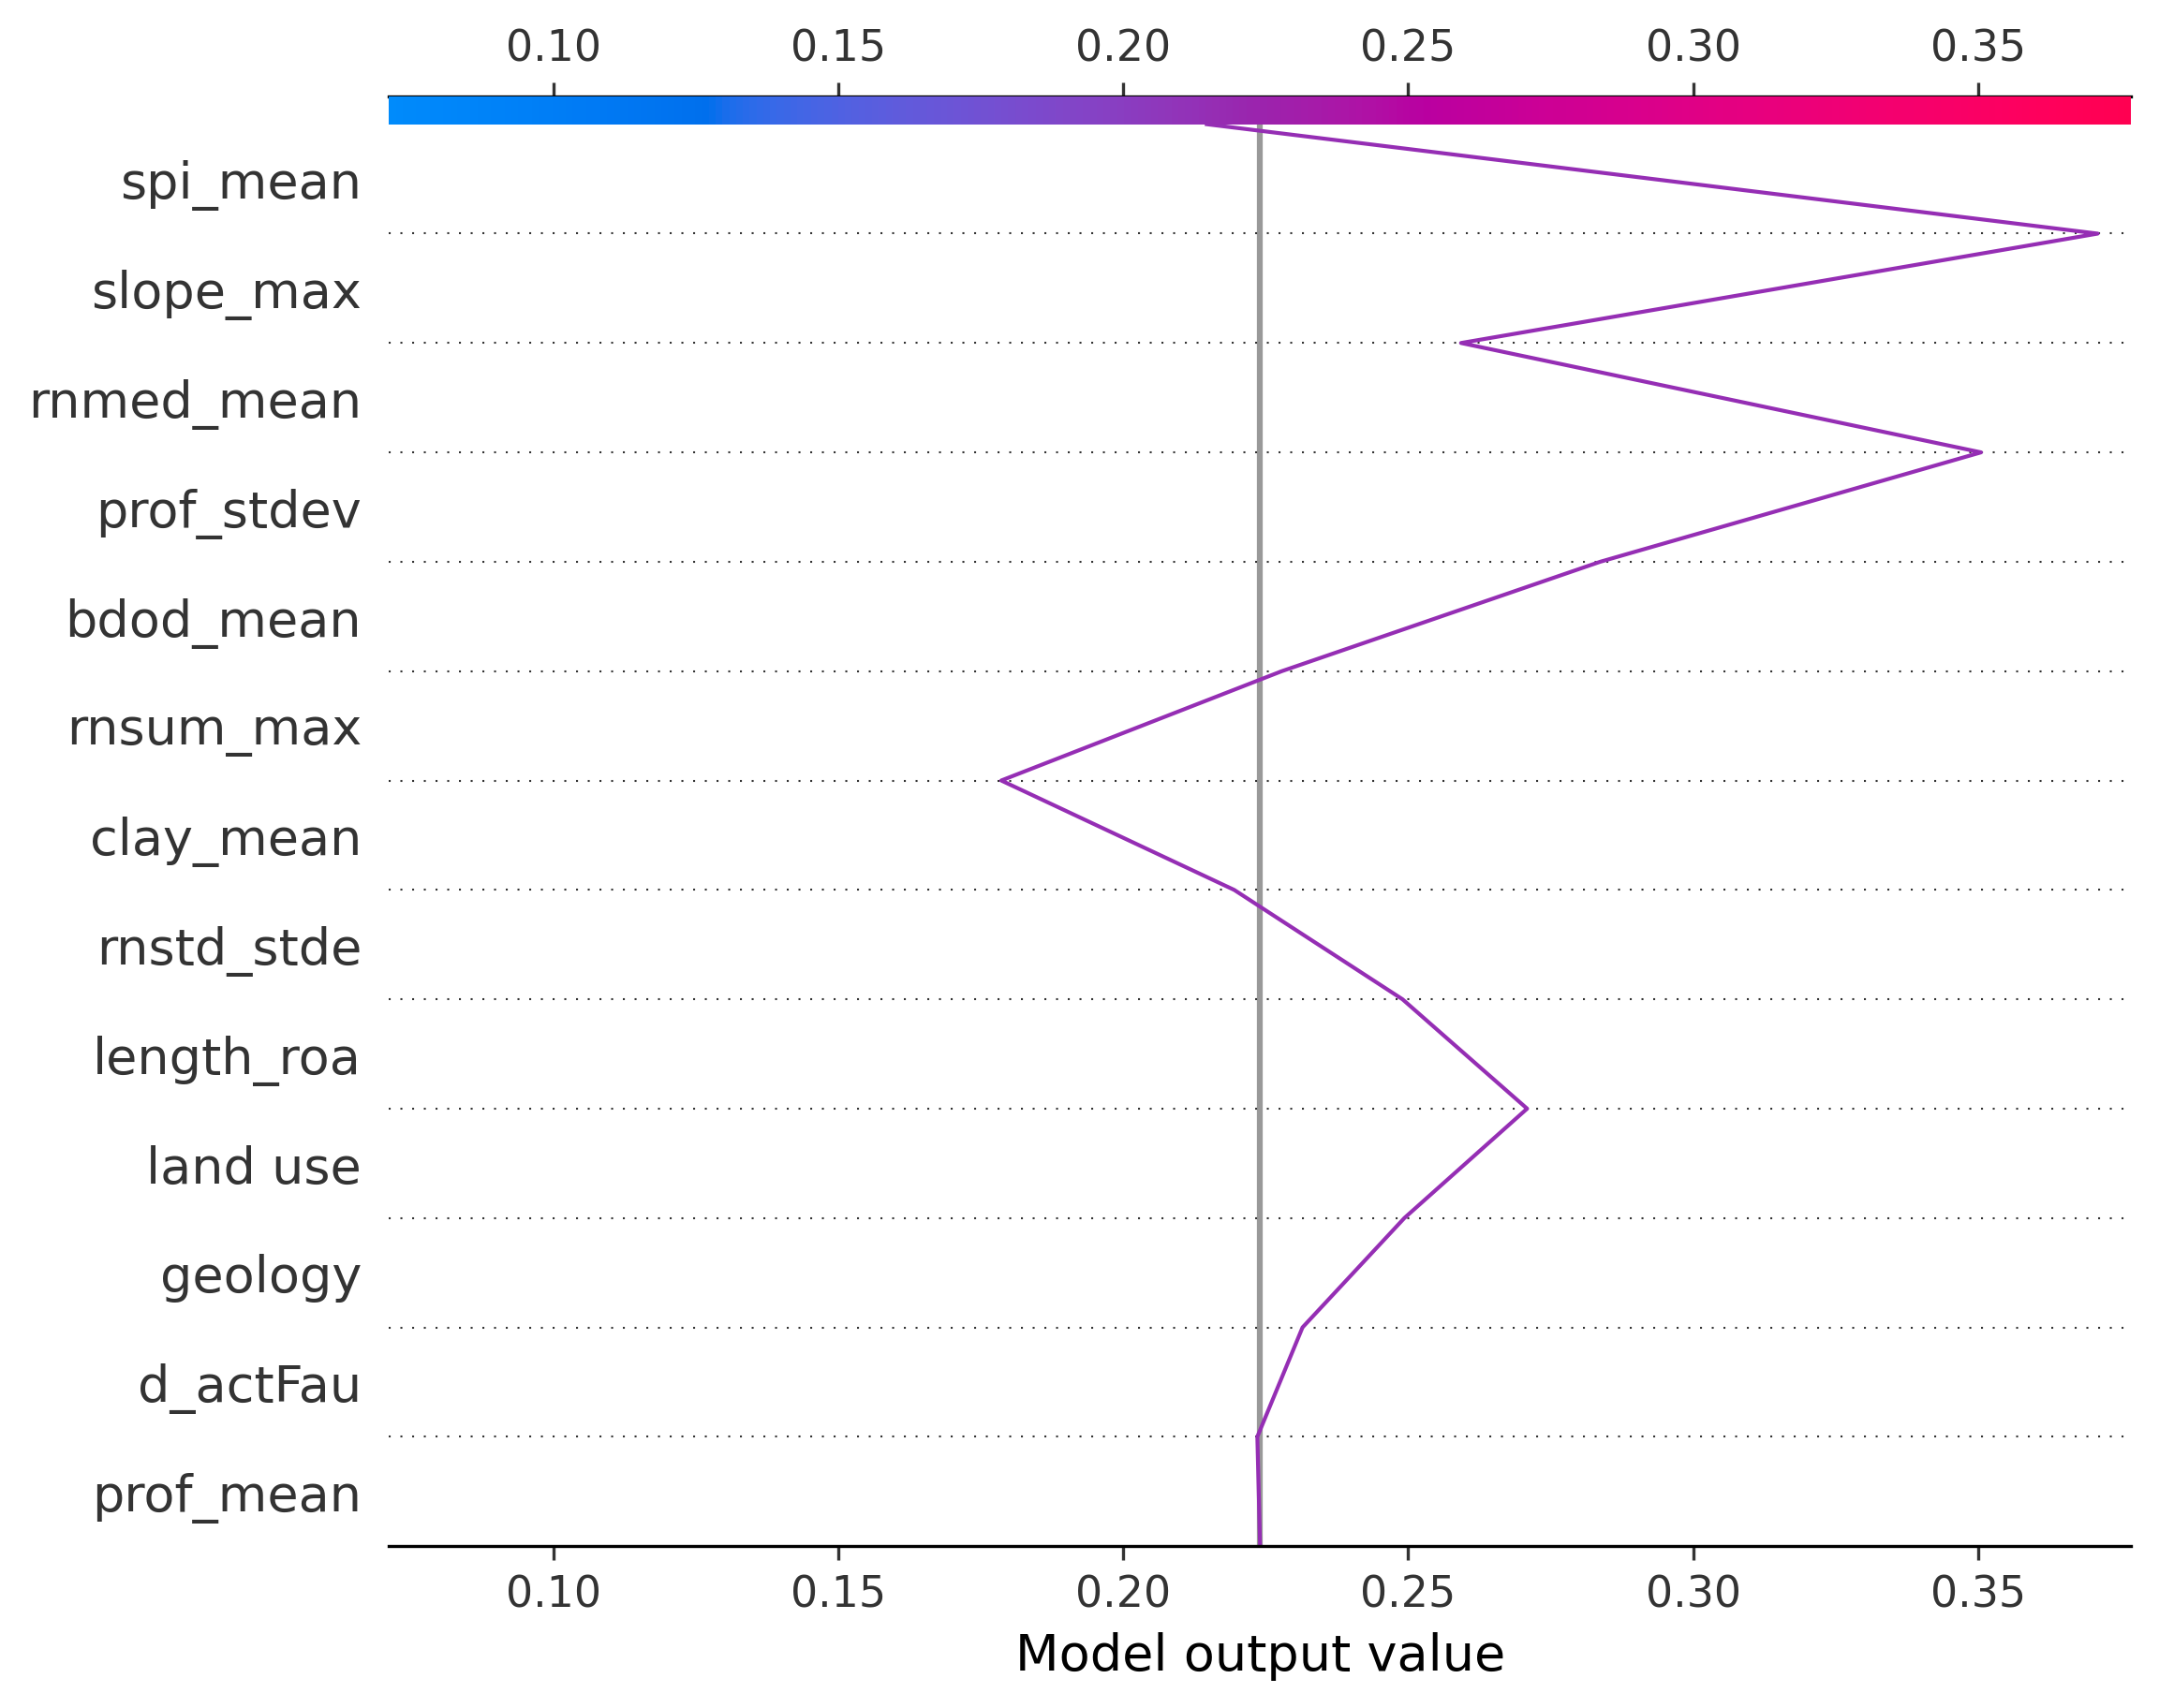 0.10 0.15 0.20 0.25 0.30 0.35
spi_mean
slope_max
rnmed_mean
prof_stdev
bdod_mean
rnsum_max
clay_mean
rnstd_stde
length_roa
land use
geology
d_actFau
prof_mean
0.10 0.15 0.20 0.25 0.30 0.35
Model output value